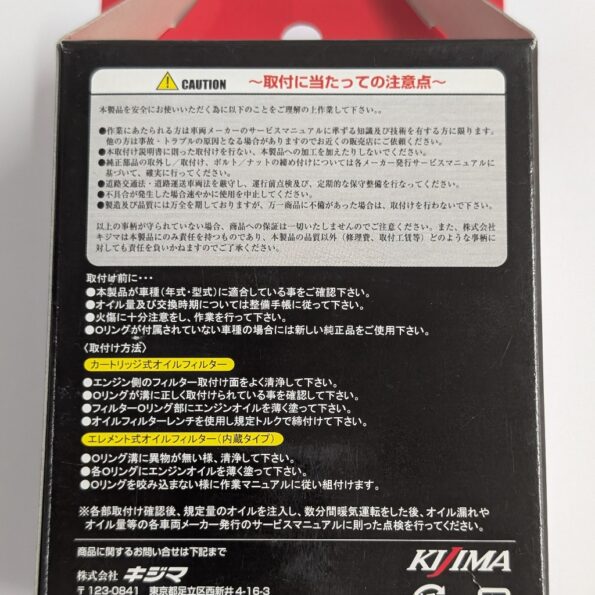 CAUTION 〜取付に当たっての注意点〜
本製品を安全にお使いいただく為に以下のことをご理解の上作業して下さい。
●作業にあたられる方は車両メーカーのサービスマニュアルに準ずる知識及び技術を有する方に限ります。
他の方は事故・トラブルの原因となる場合がありますのでお近くの販売店にご依頼ください。
●本取付け説明書に則った取付けを行ない、本製品への加工を加えたりしないでください。
●純正部品の取外し／取付け、ボルト／ナットの締め付けについては各メーカー発行サービスマニュアルに
基づいて、確実に行ってください。
●道路交通法・道路運送車両法を厳守し、運行前点検及び、定期的な保守整備を行なってください。
●不具合が発生した場合速やかに使用を中止してください。
●製造及び品質には万全を期しておりますが、万一商品に不備があった場合は、取付けを行わないで下さい。
以上の事柄が守られていない場合、商品への保証は一切いたしませんのでご注意ください。また、株式会社
キジマは本製品にのみ責任を持つものであり、本製品の品質以外（修理費、取付工賃等）どのような事柄に
対しても責任を負いかねますのでご了承ください。
取付け前に・・・
●本製品が車種（年式・型式）に適合している事をご確認下さい。
●オイル量及び交換時期については整備手帳に従って下さい。
●火傷に十分注意をし、作業を行って下さい。
●Oリングが付属されていない車種の場合には新しい純正品をご使用下さい。
〈取付け方法〉
カートリッジ式オイルフィルター
●エンジン側のフィルター取付け面をよく清浄して下さい。
●Oリングが溝に正しく取付けられている事を確認して下さい。
●フィルターOリング部にエンジンオイルを薄く塗って下さい。
●オイルフィルターレンチを使用し規定トルクで締付けて下さい。
エレメント式オイルフィルター（内蔵タイプ）
●Oリング溝に異物が無い様、清浄して下さい。
●各Oリングにエンジンオイルを薄く塗って下さい。
●Oリングを咬み込まない様に作業マニュアルに従い組付けます。
※各部取付け確認後、規定量のオイルを注入し、数分間暖気運転をした後、オイル漏れや
オイル量等の各車両メーカー発行のサービスマニュアルに則った点検を行ってください。
商品に関するお問い合せは下記まで
株式会社 キジマ
〒123-0841 東京都足立区西新井4-16-3
KIJIMA